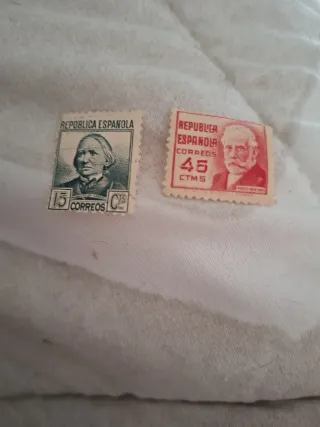 REPUBLICA ESPAÑOLA
15 CTS
CORREOS
REPUBLICA
ESPAÑOLA
CORREOS
45
CTMS